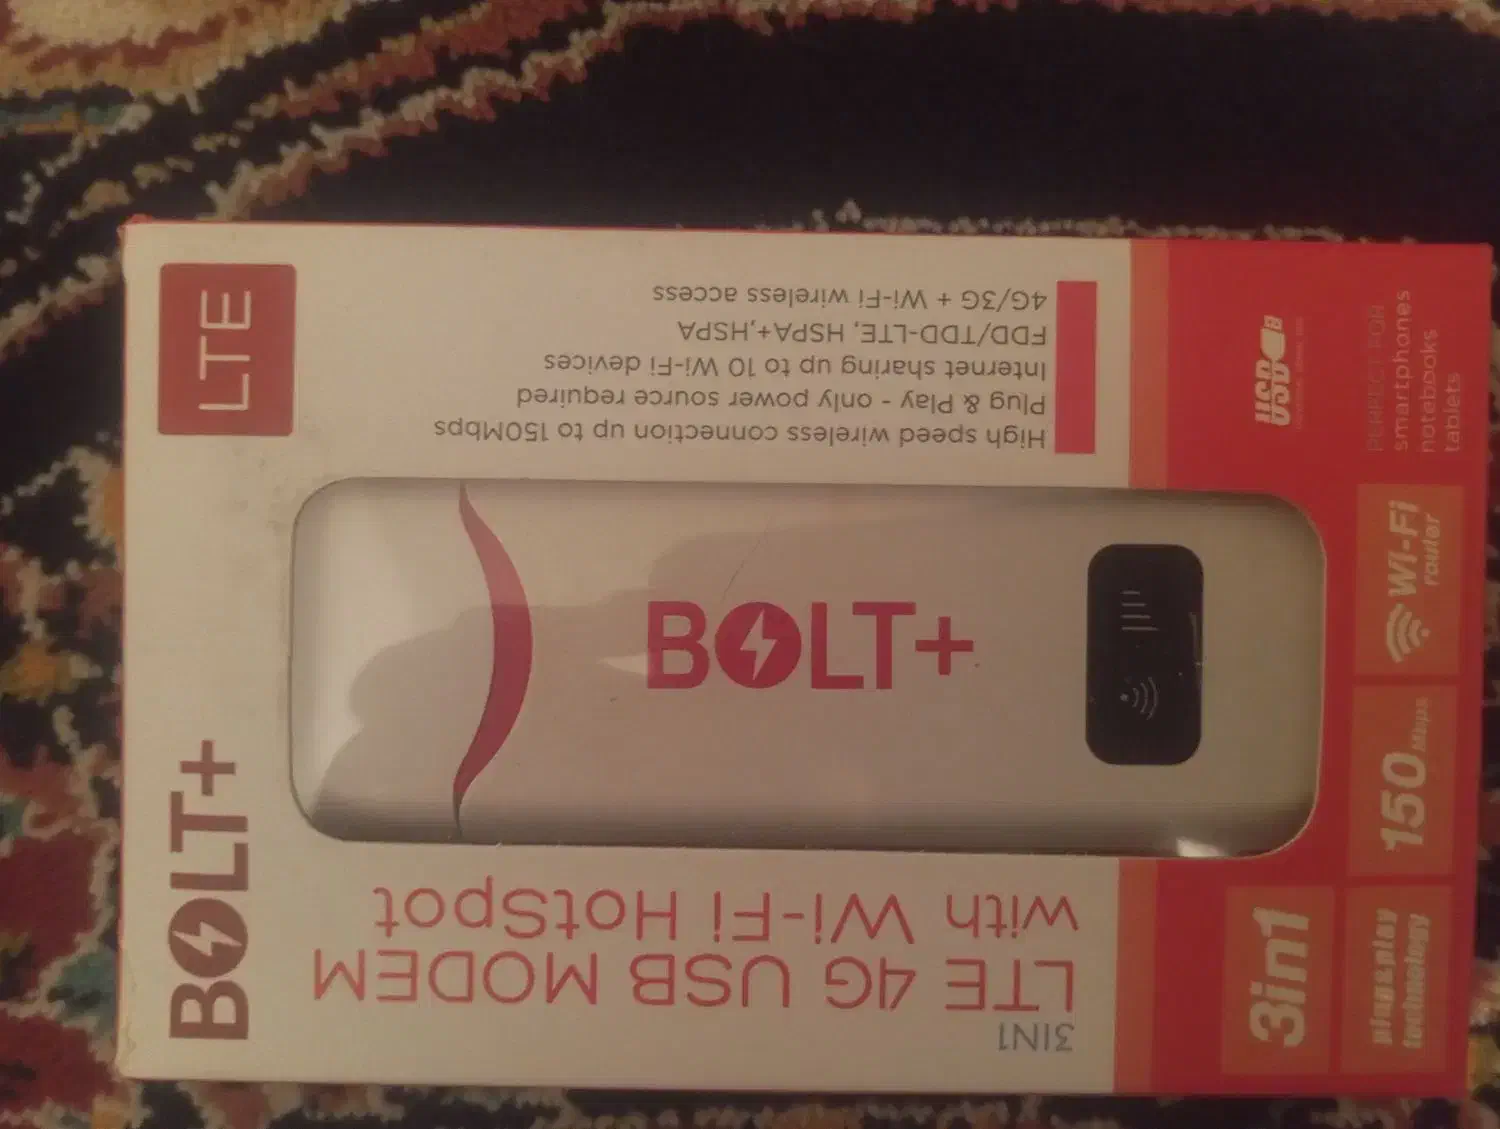 BOLT+
LTE
3IN1
LTE 4G USB MODEM
with Wi-Fi HotSpot
High speed wireless connection up to 150Mbps
Plug & Play - only power source required
Internet sharing up to 10 Wi-Fi devices
FDD/TDD-LTE, HSPA+,HSPA
4G/3G + Wi-Fi wireless access
BOLT+
3in1
plug&play
technology
150 Mbps
Wi-Fi
router
USB
PERFECT FOR
smartphones
notebooks
tablets